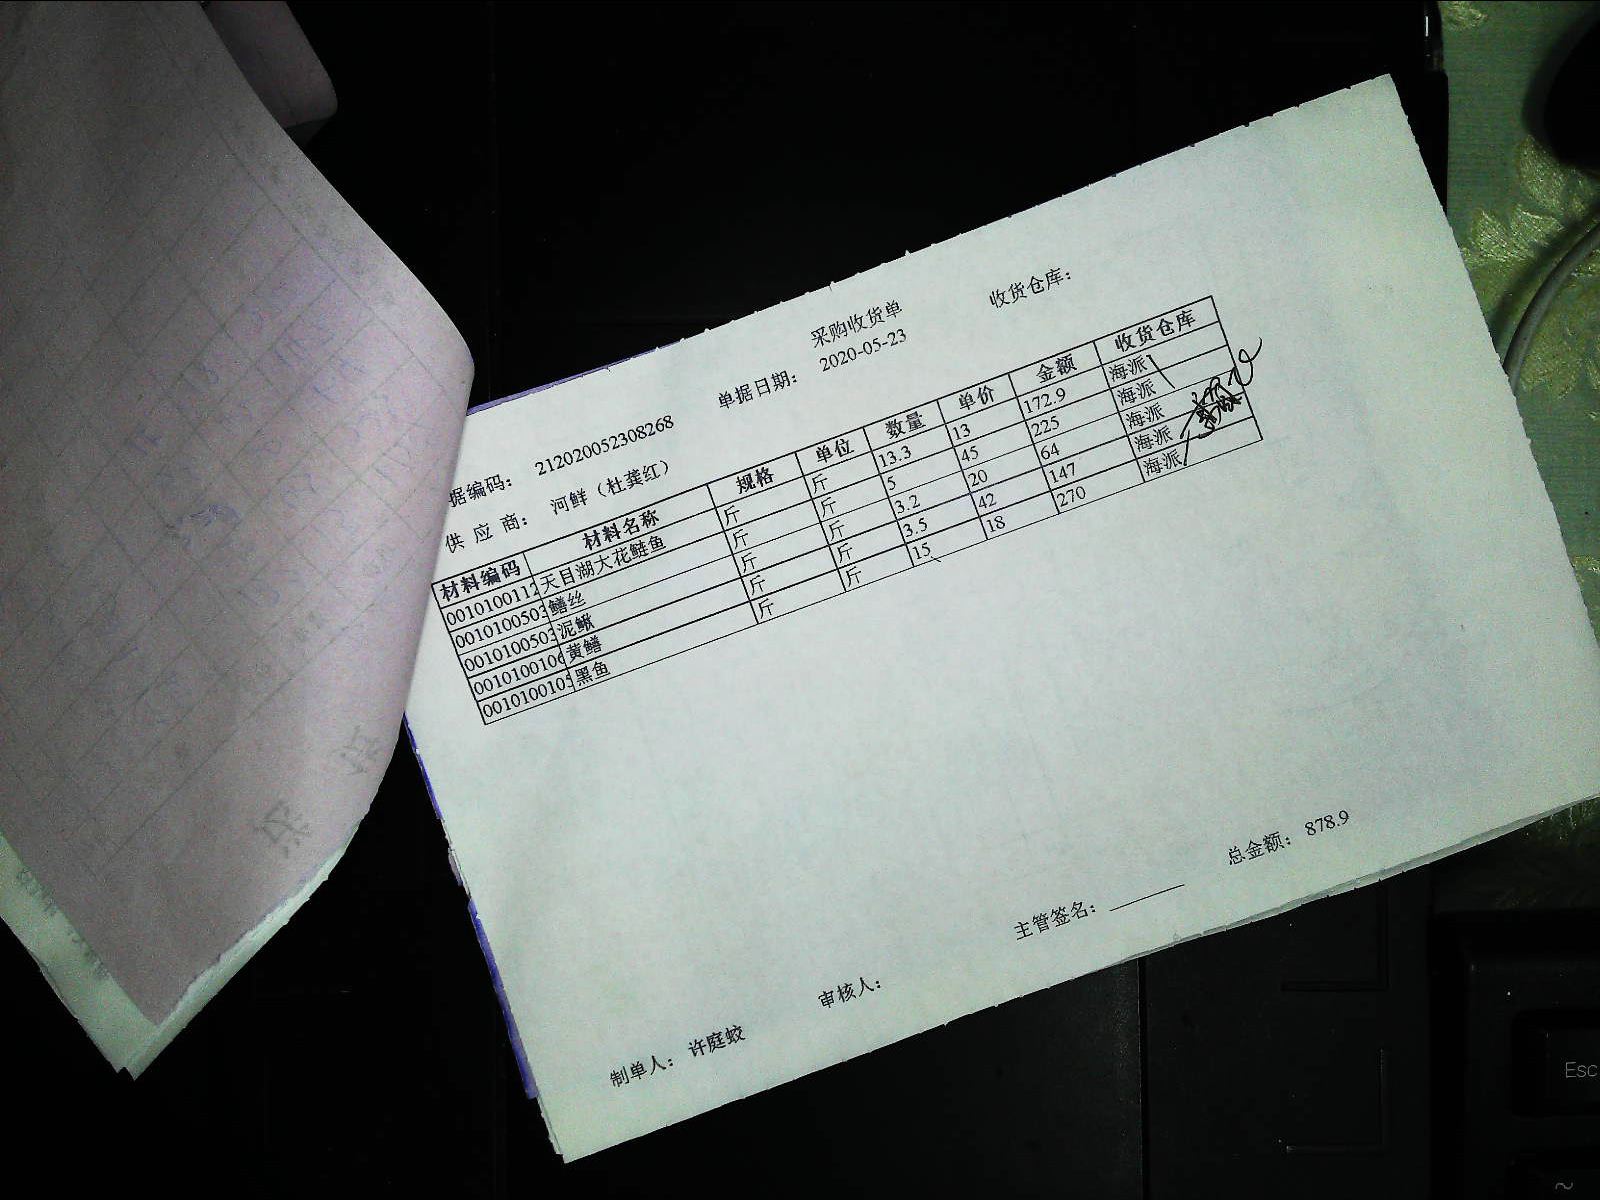 采购收货单
收货仓库：
据编码： 212020052308268 单据日期： 2020-05-23
供 应 商： 河鲜（杜龚红）
材料编码 材料名称 规格 单位 数量 单价 金额 收货仓库
0010100112 天目湖大花鲢鱼 斤 斤 13.3 13 172.9 海派
0010100503 鳝丝 斤 斤 5 45 225 海派
0010100503 泥鳅 斤 斤 3.2 20 64 海派
001010010 黄鳝 斤 斤 3.5 42 147 海派
0010100105 黑鱼 斤 斤 15 18 270 海派
总金额： 878.9
主管签名：
审核人：
制单人： 许庭蛟
Esc
~